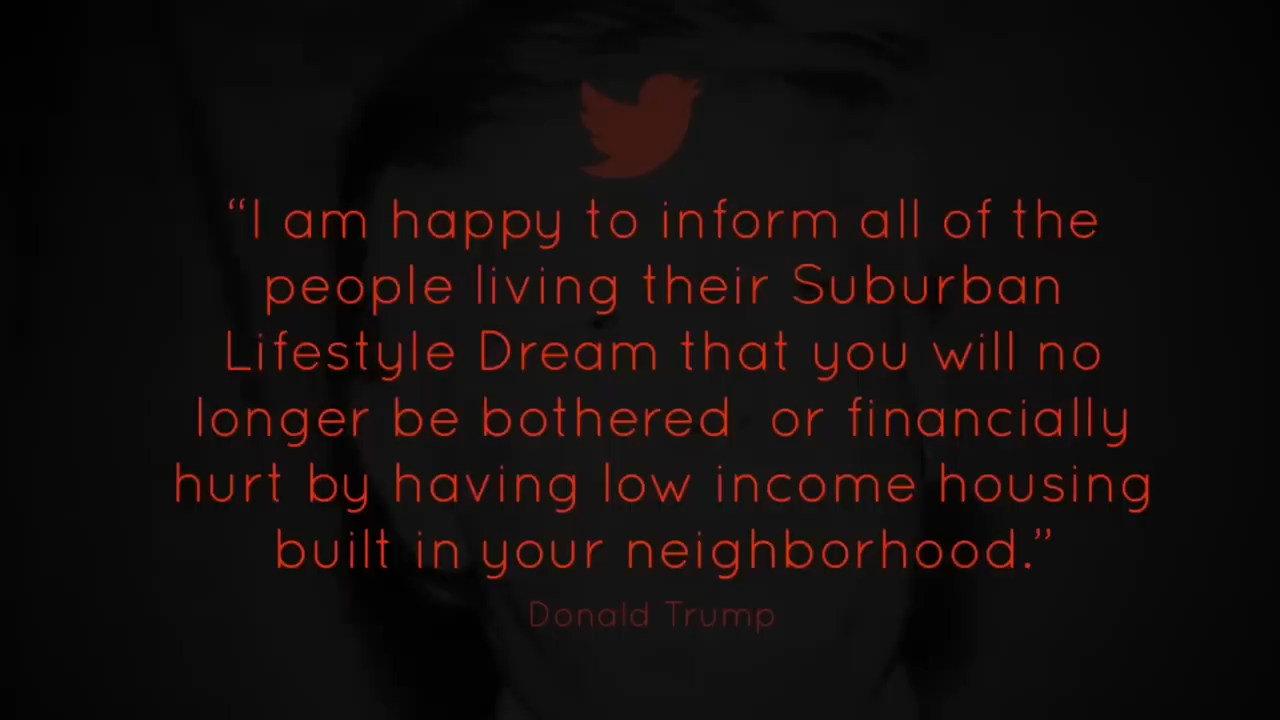 “I am happy to inform all of the
people living their Suburban
Lifestyle Dream that you will no
longer be bothered  or financially
hurt by having low income housing
built in your neighborhood.”
Donald Trump